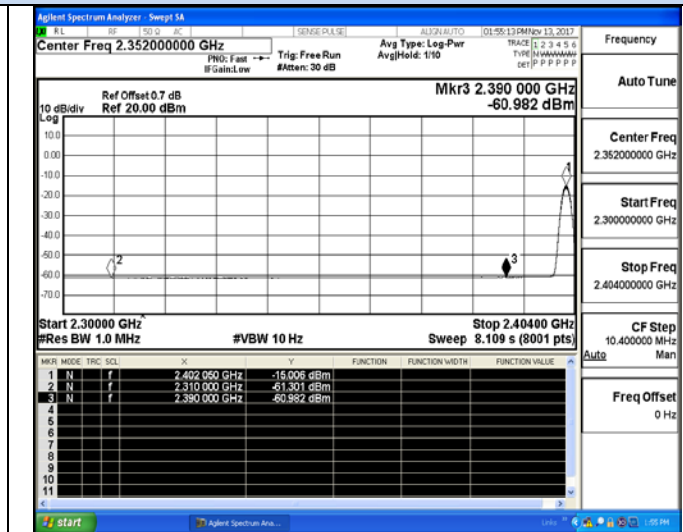 Agilent Spectrum Analyzer - Swept SA
RL RF 50 Ω AC SENSE:PULSE ALIGN AUTO 01:55:13 PM Nov 13, 2017
Center Freq 2.352000000 GHz
PNO: Fast
IFGain:Low
Trig: Free Run
#Atten: 30 dB
Avg Type: Log-Pwr
Avg|Hold: 1/10
TRACE 1 2 3 4 5 6
TYPE
DET P P P P P P
Frequency
Auto Tune
Mkr3 2.390 000 GHz
-60.982 dBm
Ref Offset 0.7 dB
Ref 20.00 dBm
10 dB/div
Log
10.0
0.00
-10.0
-20.0
-30.0
-40.0
-50.0
-60.0
-70.0
1
2
3
Center Freq
2.352000000 GHz
Start Freq
2.300000000 GHz
Stop Freq
2.404000000 GHz
Start 2.30000 GHz
Stop 2.40400 GHz
#Res BW 1.0 MHz
#VBW 10 Hz
Sweep 8.109 s (8001 pts)
CF Step
10.400000 MHz
Auto Man
MKR MODE TRC SCL X Y FUNCTION FUNCTION WIDTH FUNCTION VALUE
1 N f 2.402 050 GHz -15.006 dBm
2 N f 2.310 000 GHz -61.301 dBm
3 N f 2.390 000 GHz -60.982 dBm
4
5
6
7
8
9
10
11
Freq Offset
0 Hz
start
Agilent Spectrum Ana...
Links
1:55 PM